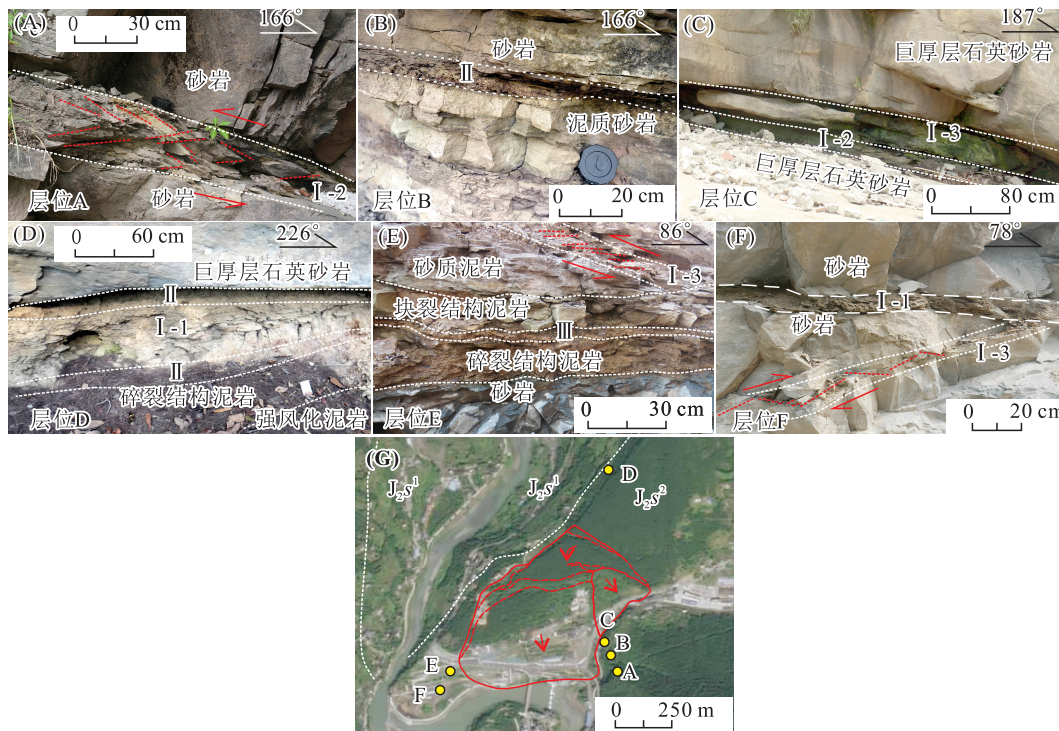 (A)
0 30 cm
166°
砂岩
I-2
砂岩
层位A
(B)
166°
砂岩
II
泥质砂岩
层位B
0 20 cm
(C)
187°
巨厚层石英砂岩
I-3
I-2
巨厚层石英砂岩
层位C
0 80 cm
(D)
0 60 cm
226°
巨厚层石英砂岩
II
I-1
II
碎裂结构泥岩
层位D
强风化泥岩
(E)
86°
砂质泥岩
I-3
块裂结构泥岩
III
碎裂结构泥岩
砂岩
层位E
0 30 cm
(F)
78°
砂岩
I-1
砂岩
I-3
层位F
0 20 cm
(G)
J₂s¹
J₂s¹
D
J₂s²
C
B
A
E
F
0 250 m